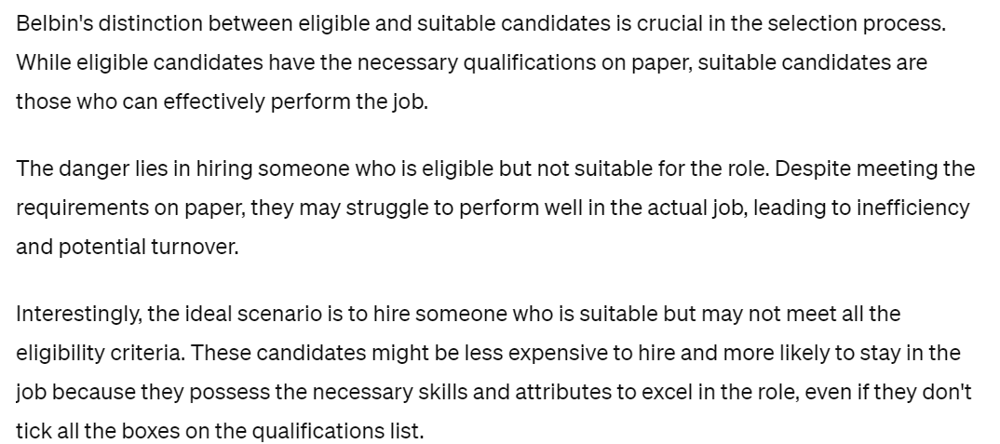 Belbin's distinction between eligible and suitable candidates is crucial in the selection process.
While eligible candidates have the necessary qualifications on paper, suitable candidates are
those who can effectively perform the job.
The danger lies in hiring someone who is eligible but not suitable for the role. Despite meeting the
requirements on paper, they may struggle to perform well in the actual job, leading to inefficiency
and potential turnover.
Interestingly, the ideal scenario is to hire someone who is suitable but may not meet all the
eligibility criteria. These candidates might be less expensive to hire and more likely to stay in the
job because they possess the necessary skills and attributes to excel in the role, even if they don't
tick all the boxes on the qualifications list.